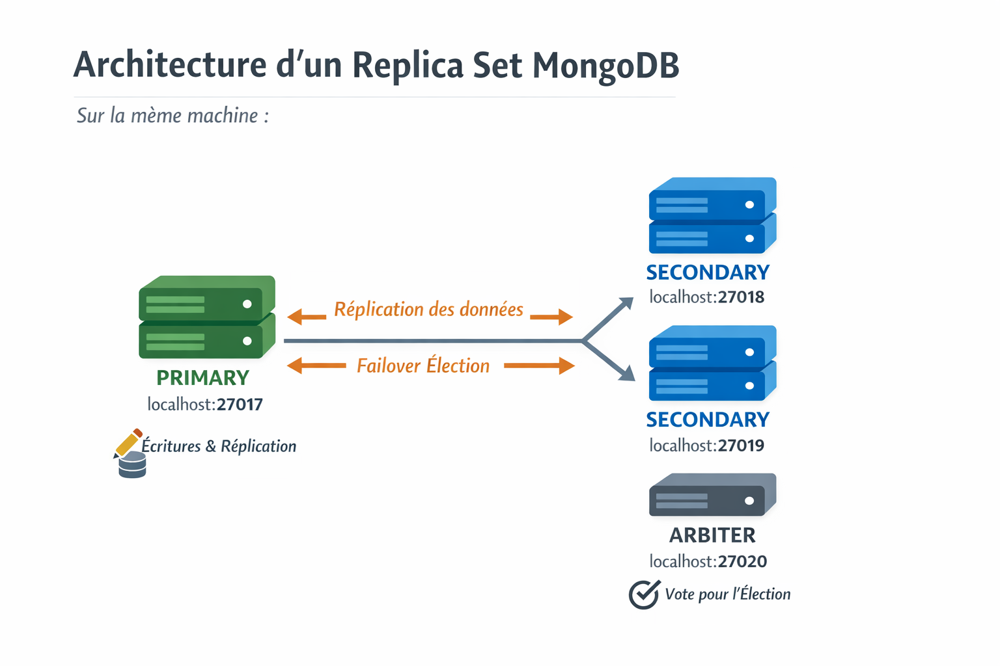 Architecture d’un Replica Set MongoDB
Sur la mème machine :
SECONDARY
localhost:27018
Réplication des données
Failover Élection
PRIMARY
localhost:27017
Écritures & Réplication
SECONDARY
localhost:27019
ARBITER
localhost:27020
Vote pour l’Élection